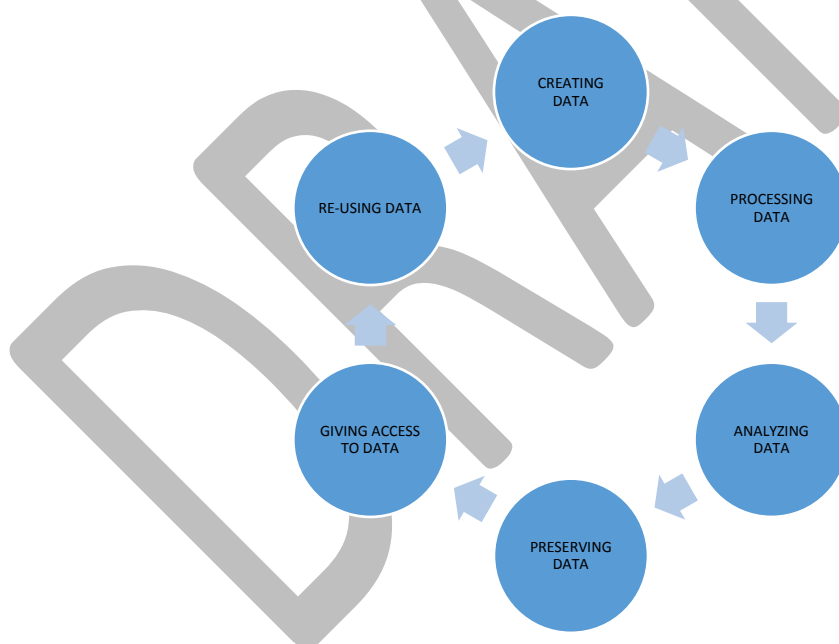 CREATING
DATA
PROCESSING
DATA
ANALYZING
DATA
PRESERVING
DATA
GIVING ACCESS
TO DATA
RE-USING DATA